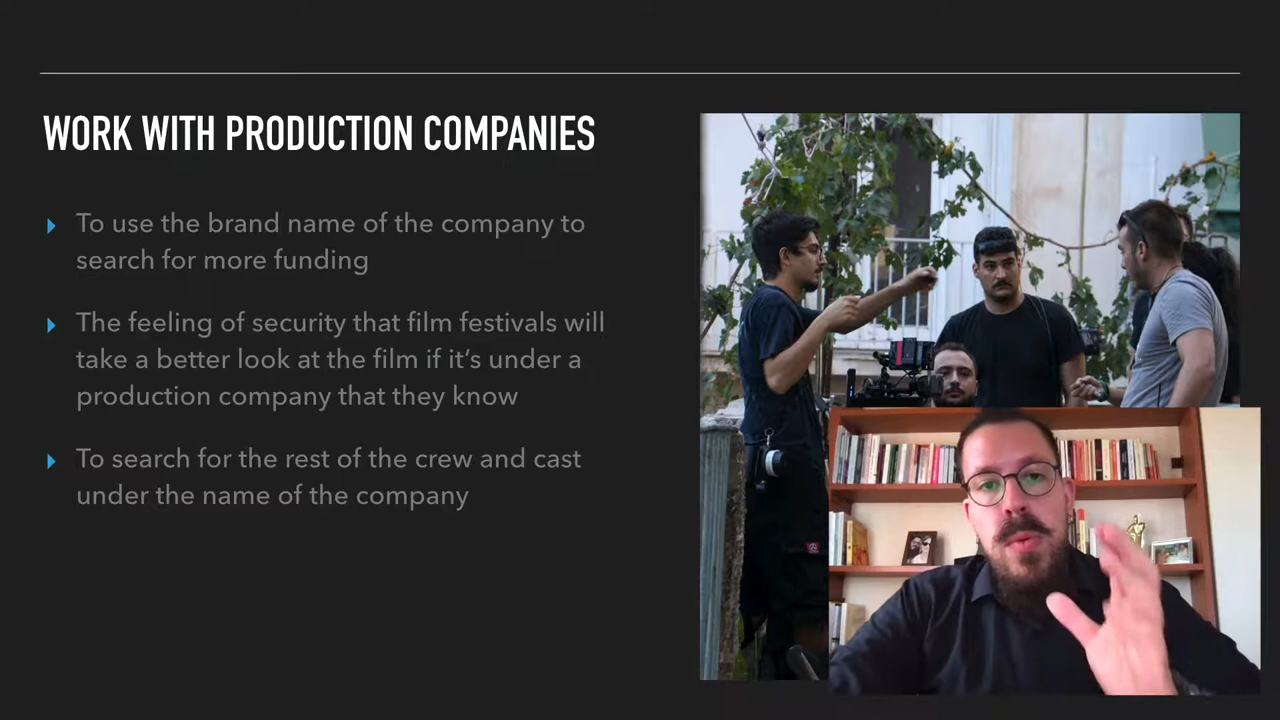 WORK WITH PRODUCTION COMPANIES
To use the brand name of the company to
search for more funding
The feeling of security that film festivals will
take a better look at the film if it's under a
production company that they know
To search for the rest of the crew and cast
under the name of the company